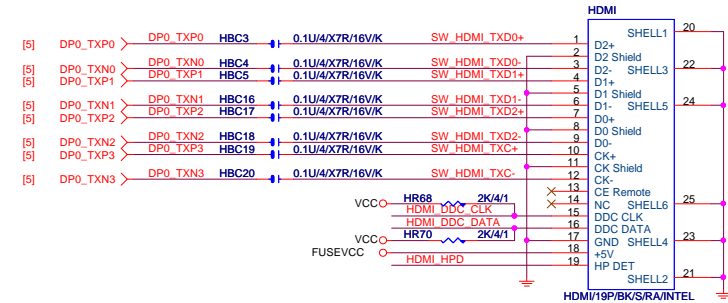 HDMI
[5] DP0_TXP0 DP0_TXP0 HBC3 0.1U/4/X7R/16V/K SW_HDMI_TXD0+ 1 D2+ SHELL1 20
2 D2 Shield
[5] DP0_TXN0 DP0_TXN0 HBC4 0.1U/4/X7R/16V/K SW_HDMI_TXD0- 3 D2- SHELL3 22
[5] DP0_TXP1 DP0_TXP1 HBC5 0.1U/4/X7R/16V/K SW_HDMI_TXD1+ 4 D1+
5 D1 Shield
[5] DP0_TXN1 DP0_TXN1 HBC16 0.1U/4/X7R/16V/K SW_HDMI_TXD1- 6 D1- SHELL5 24
[5] DP0_TXP2 DP0_TXP2 HBC17 0.1U/4/X7R/16V/K SW_HDMI_TXD2+ 7 D0+
8 D0 Shield
[5] DP0_TXN2 DP0_TXN2 HBC18 0.1U/4/X7R/16V/K SW_HDMI_TXD2- 9 D0-
[5] DP0_TXP3 DP0_TXP3 HBC19 0.1U/4/X7R/16V/K SW_HDMI_TXC+ 10 CK+
11 CK Shield
[5] DP0_TXN3 DP0_TXN3 HBC20 0.1U/4/X7R/16V/K SW_HDMI_TXC- 12 CK-
13 CE Remote
VCC HR68 2K/4/1 14 NC SHELL6 25
HDMI_DDC_CLK 15 DDC CLK
HDMI_DDC_DATA 16 DDC DATA
VCC HR70 2K/4/1 17 GND SHELL4 23
FUSEVCC 18 +5V
HDMI_HPD 19 HP DET
SHELL2 21
HDMI/19P/BK/S/RA/INTEL